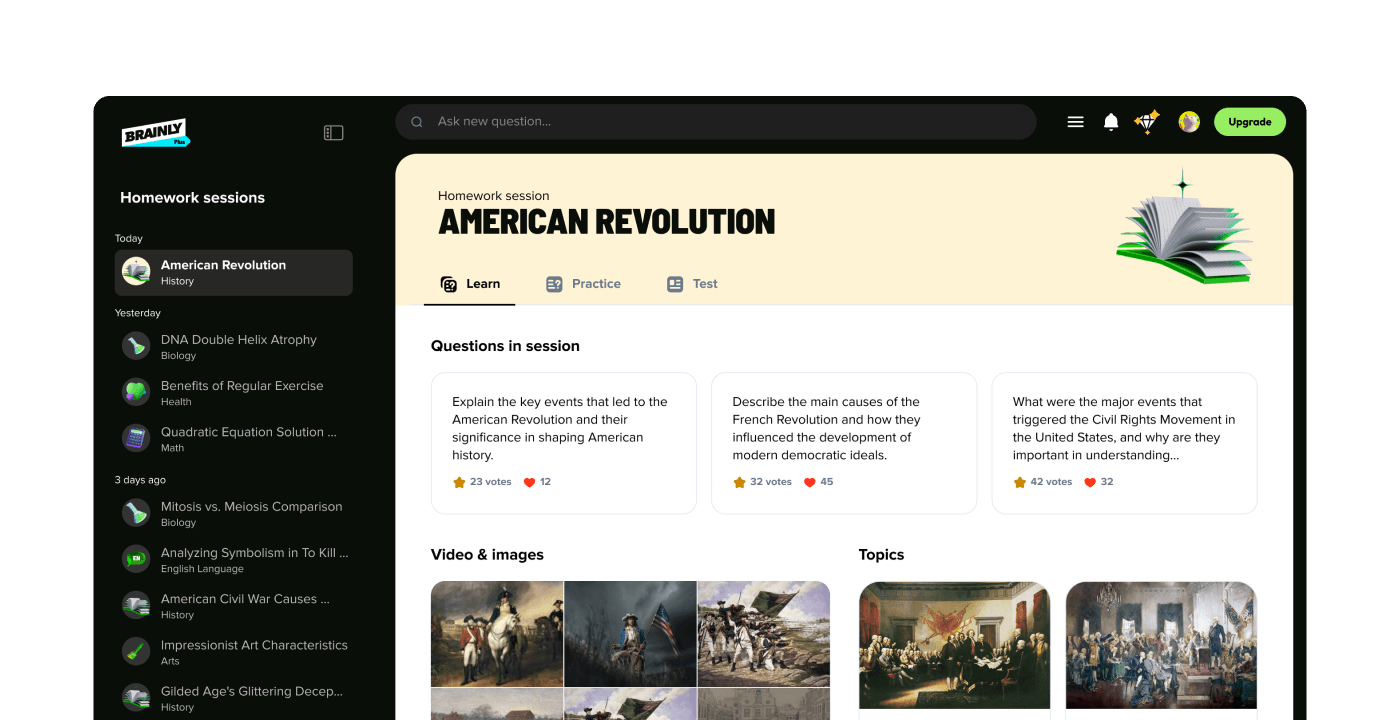 BRAINLY
Plus
Ask new question...
Upgrade
Homework sessions
Today
American Revolution
History
Yesterday
DNA Double Helix Atrophy
Biology
Benefits of Regular Exercise
Health
Quadratic Equation Solution ...
Math
3 days ago
Mitosis vs. Meiosis Comparison
Biology
EN
Analyzing Symbolism in To Kill ...
English Language
American Civil War Causes ...
History
Impressionist Art Characteristics
Arts
Gilded Age's Glittering Decep...
History
Homework session
AMERICAN REVOLUTION
Learn
Practice
Test
Questions in session
Explain the key events that led to the
American Revolution and their
significance in shaping American
history.
23 votes
12
Describe the main causes of the
French Revolution and how they
influenced the development of
modern democratic ideals.
32 votes
45
What were the major events that
triggered the Civil Rights Movement in
the United States, and why are they
important in understanding...
42 votes
32
Video & images
Topics